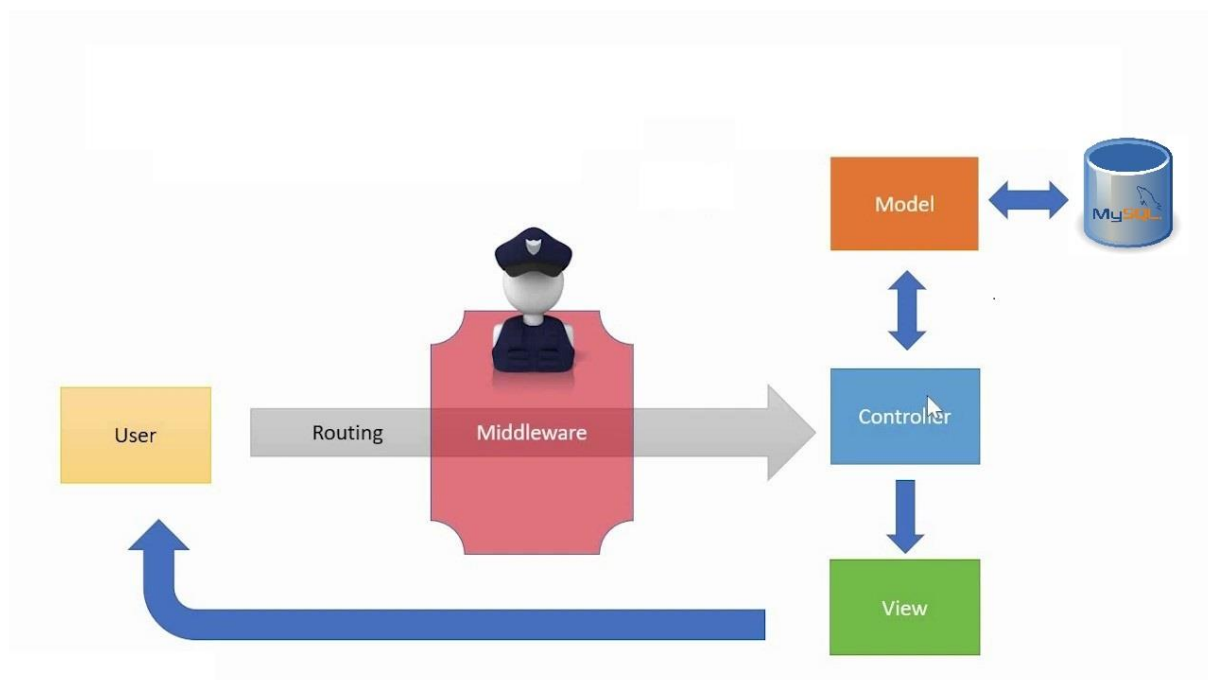 Model
MySQL
User
Routing
Middleware
Controller
View